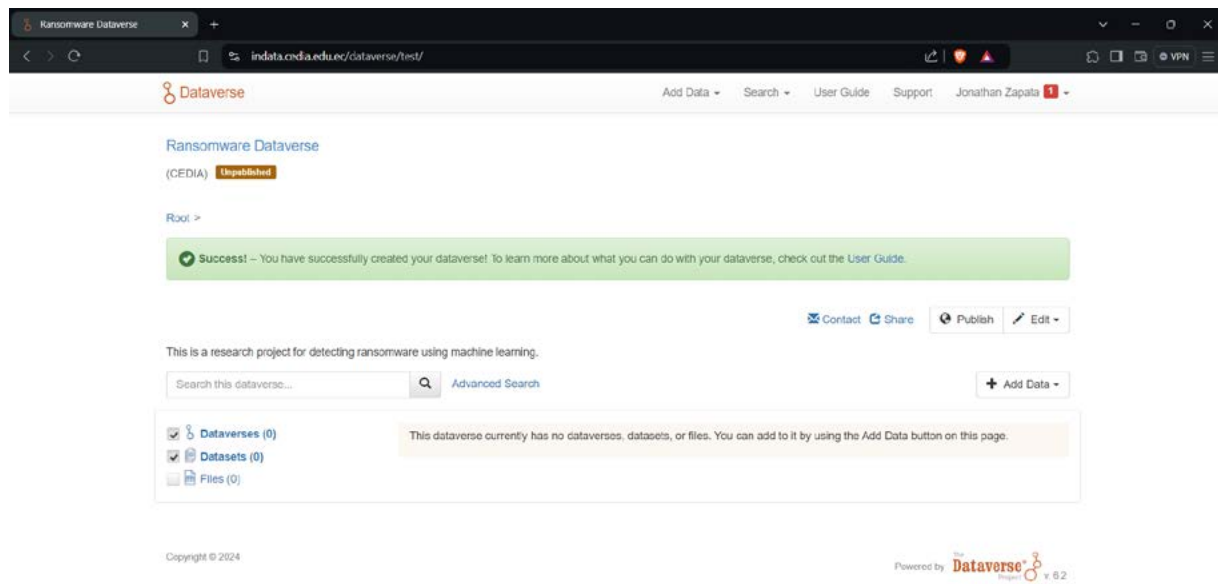 Ransomware Dataverse
indata.cedia.edu.ec/dataverse/test/
VPN
Dataverse
Add Data
Search
User Guide
Support
Jonathan Zapata 1
Ransomware Dataverse
(CEDIA) Unpublished
Root >
Success! – You have successfully created your dataverse! To learn more about what you can do with your dataverse, check out the User Guide.
Contact Share Publish Edit
This is a research project for detecting ransomware using machine learning.
Search this dataverse...
Advanced Search
Add Data
Dataverses (0)
Datasets (0)
Files (0)
This dataverse currently has no dataverses, datasets, or files. You can add to it by using the Add Data button on this page.
Copyright © 2024
Powered by The Dataverse Project v. 6.2